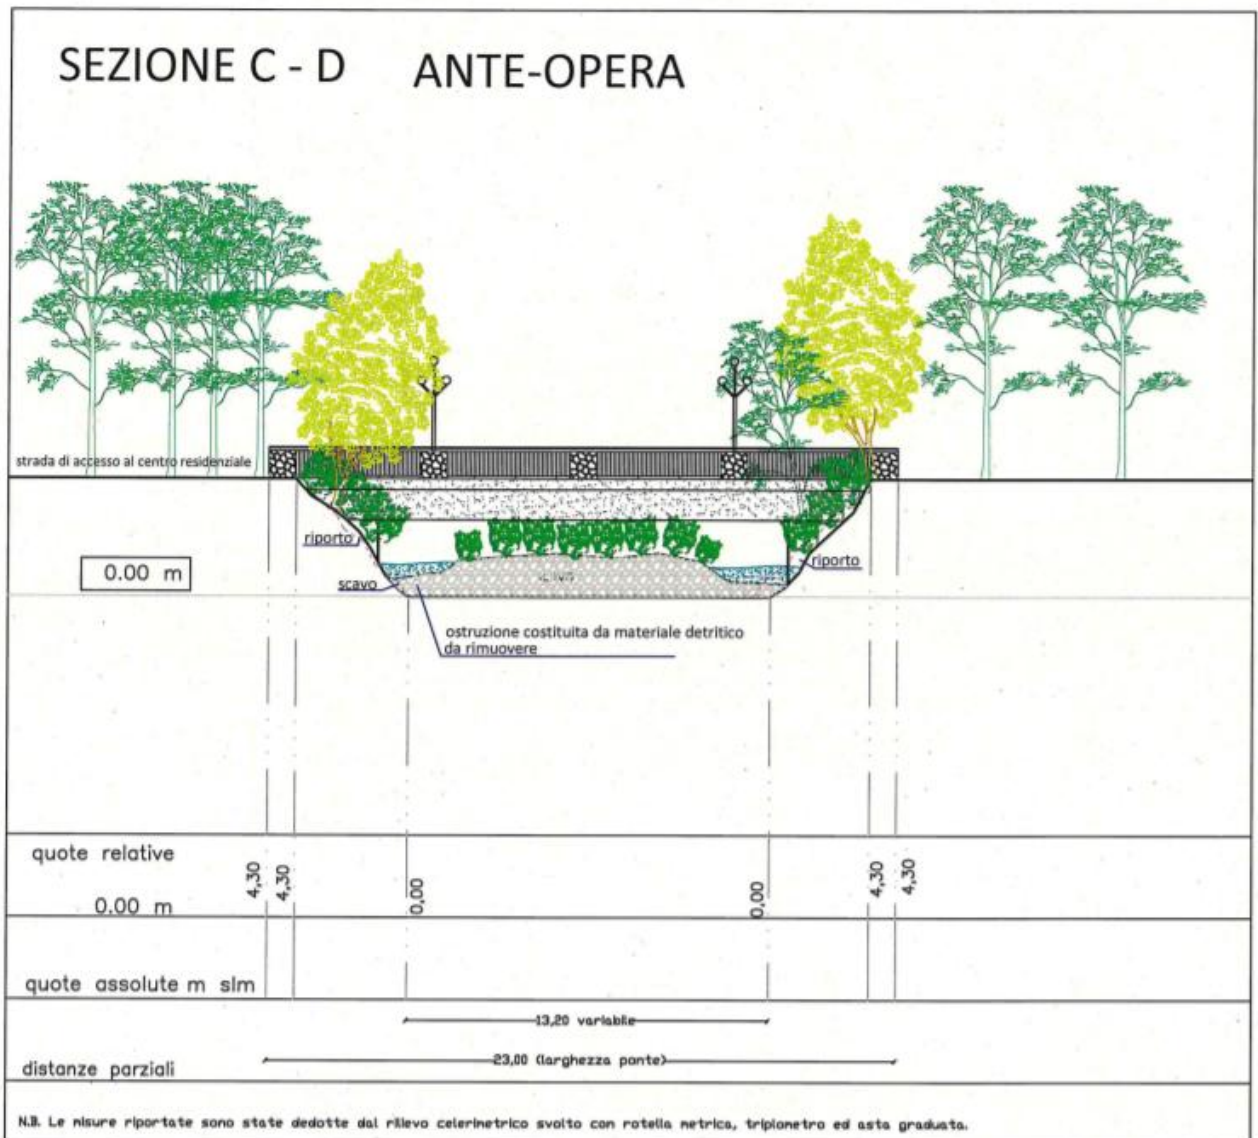 SEZIONE C - D ANTE-OPERA
strada di accesso al centro residenziale
riporto
riporto
0.00 m
scavo
ostruzione costituita da materiale detritico
da rimuovere
quote relative
4,30 4,30 0,00 0,00 4,30 4,30
0.00 m
quote assolute m slm
13,20 variabile
23,00 (larghezza ponte)
distanze parziali
N.B. Le misure riportate sono state dedotte dal rilievo celerimetrico svolto con rotella metrica, triplometro ed asta graduata.